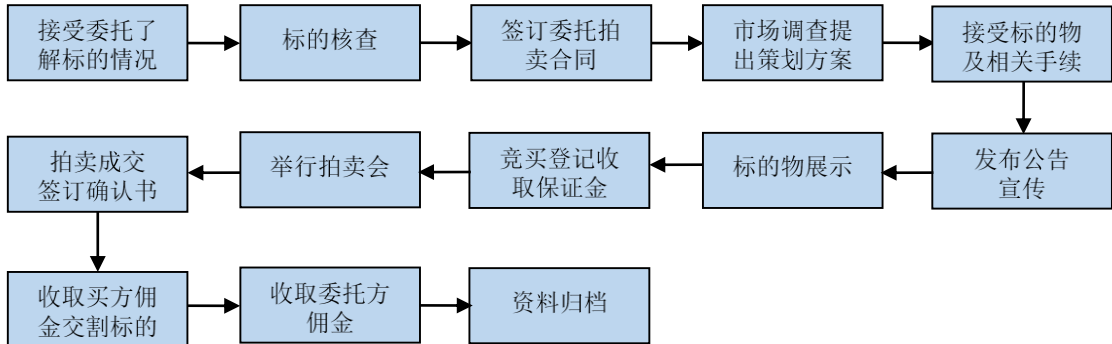 接受委托了
解标的情况
标的核查
签订委托拍
卖合同
市场调查提
出策划方案
接受标的物
及相关手续
发布公告
宣传
标的物展示
竞买登记收
取保证金
举行拍卖会
拍卖成交
签订确认书
收取买方佣
金交割标的
收取委托方
佣金
资料归档